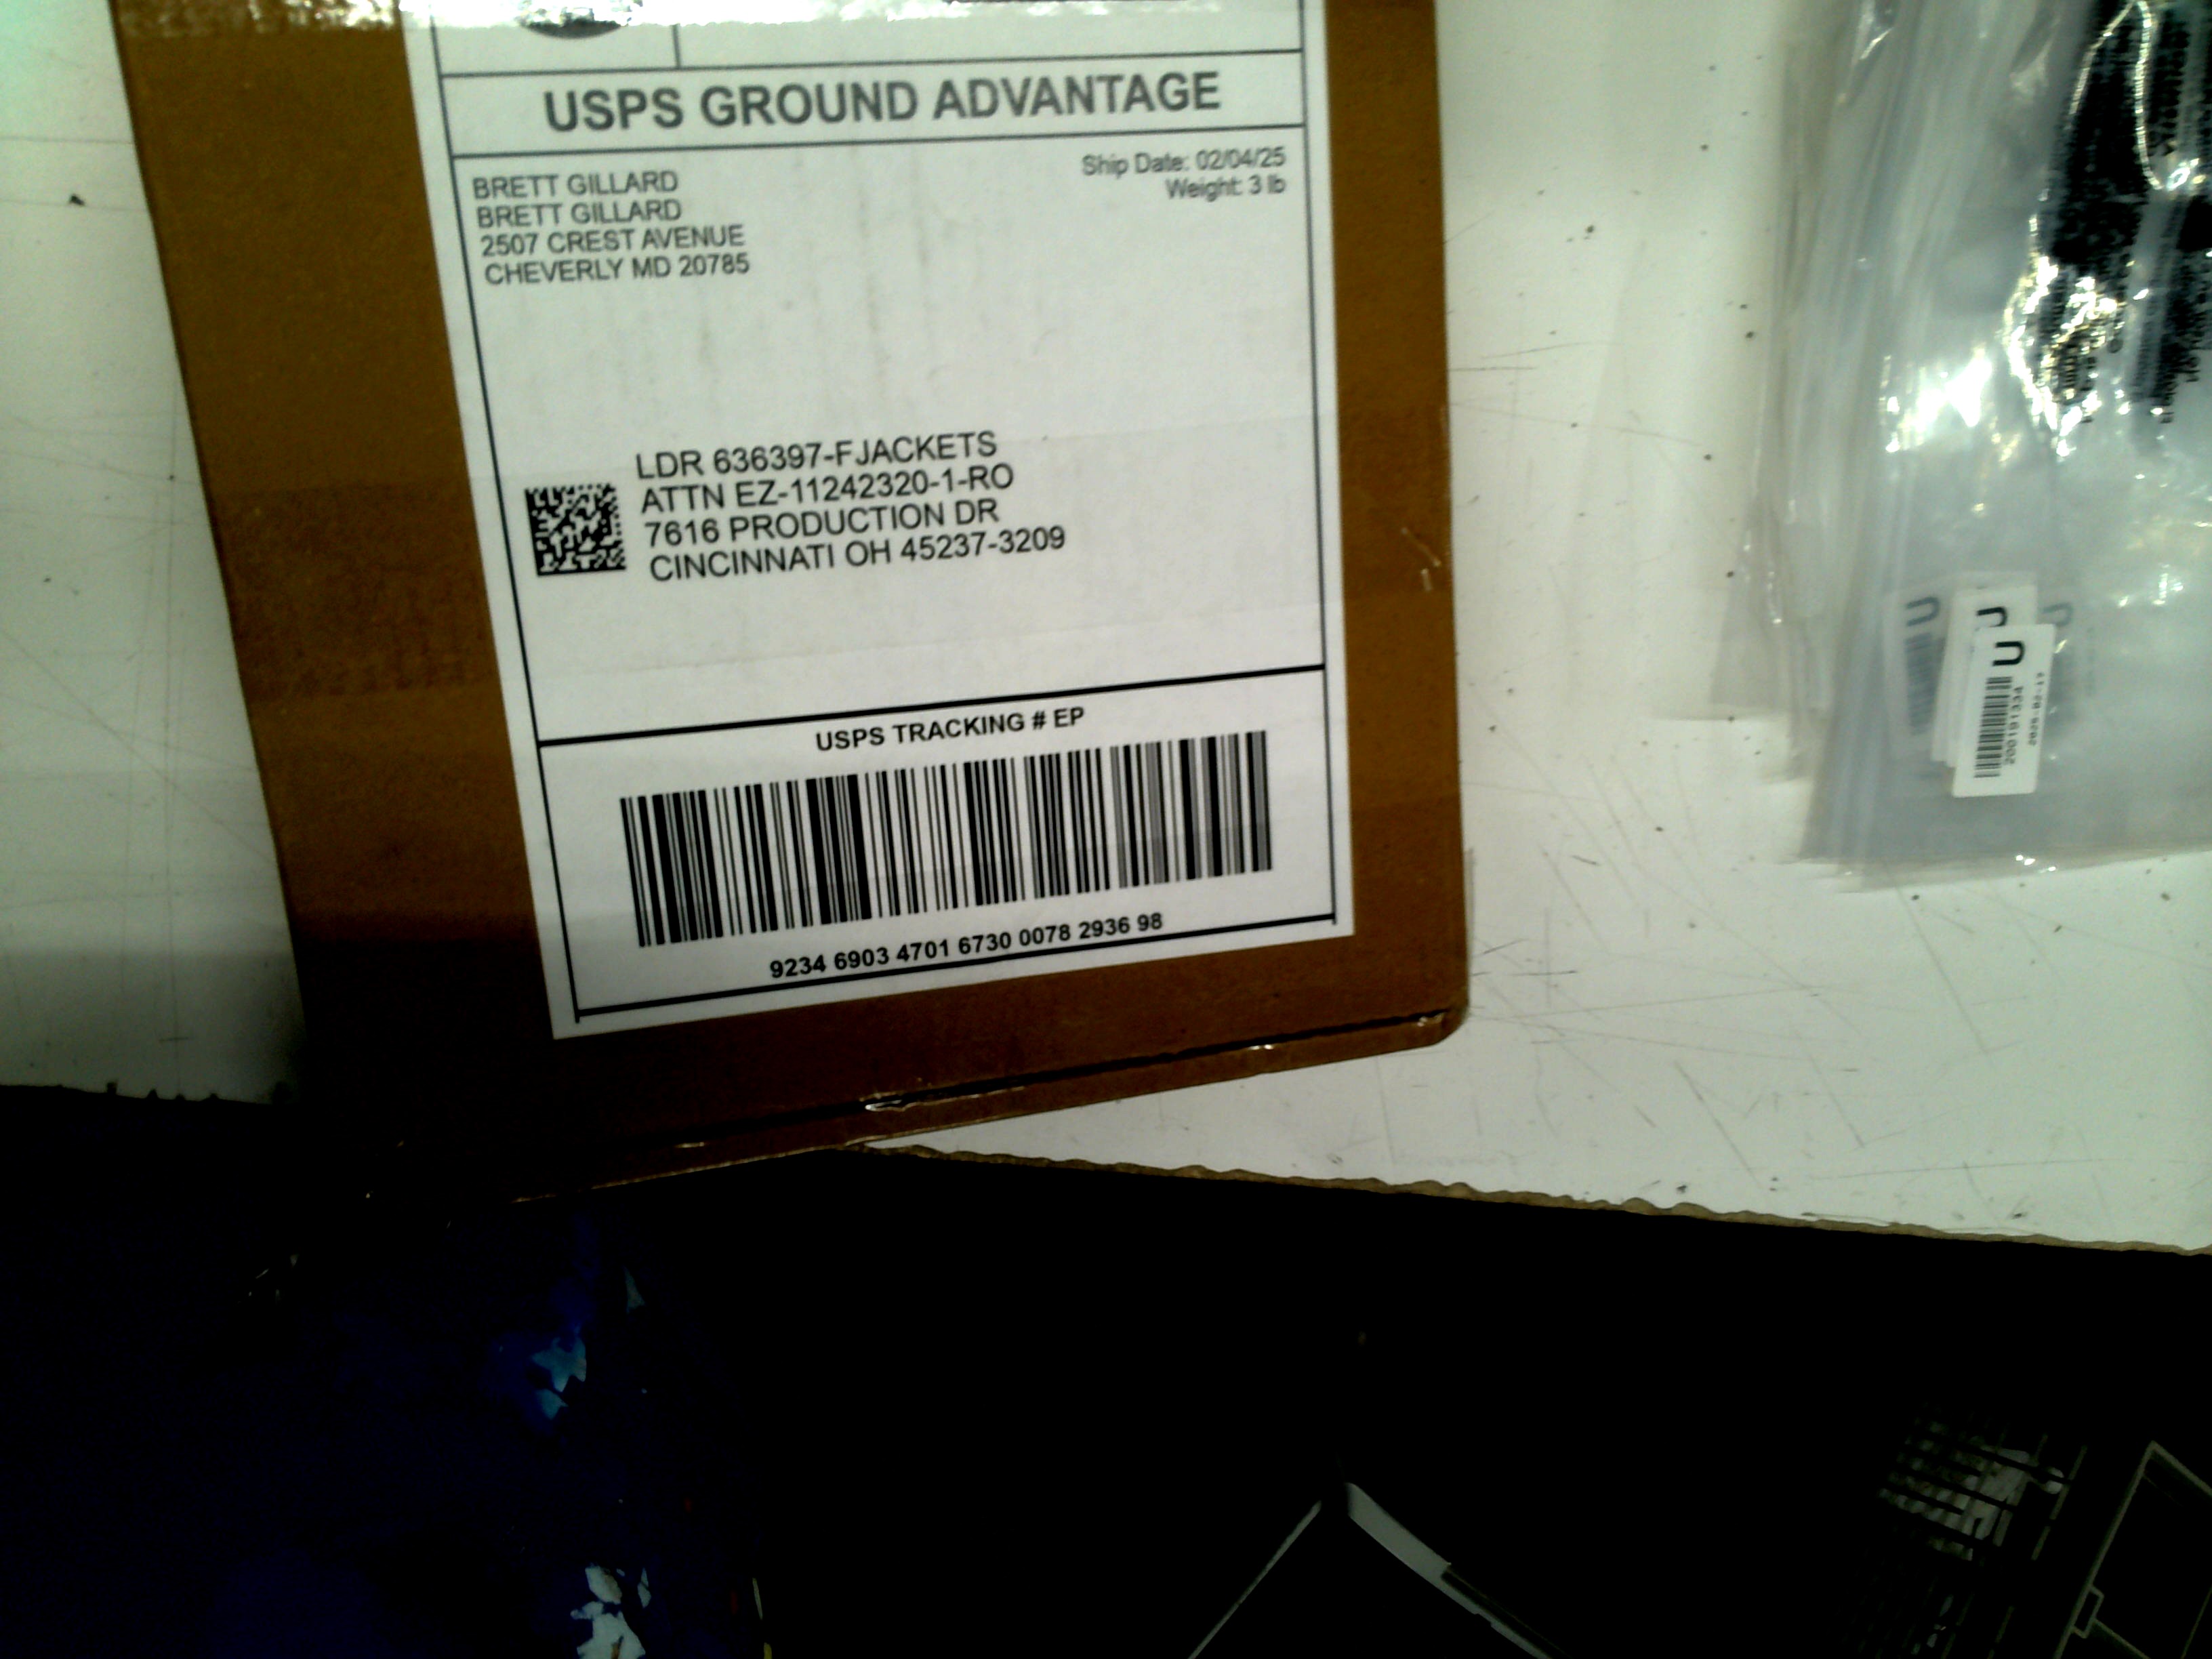 USPS GROUND ADVANTAGE
BRETT GILLARD
BRETT GILLARD
2507 CREST AVENUE
CHEVERLY MD 20785
Ship Date: 02/04/25
Weight: 3 lb
LDR 636397-FJACKETS
ATTN EZ-11242320-1-RO
7616 PRODUCTION DR
CINCINNATI OH 45237-3209
USPS TRACKING # EP
9234 6903 4701 6730 0078 2936 98
U
U
U
U